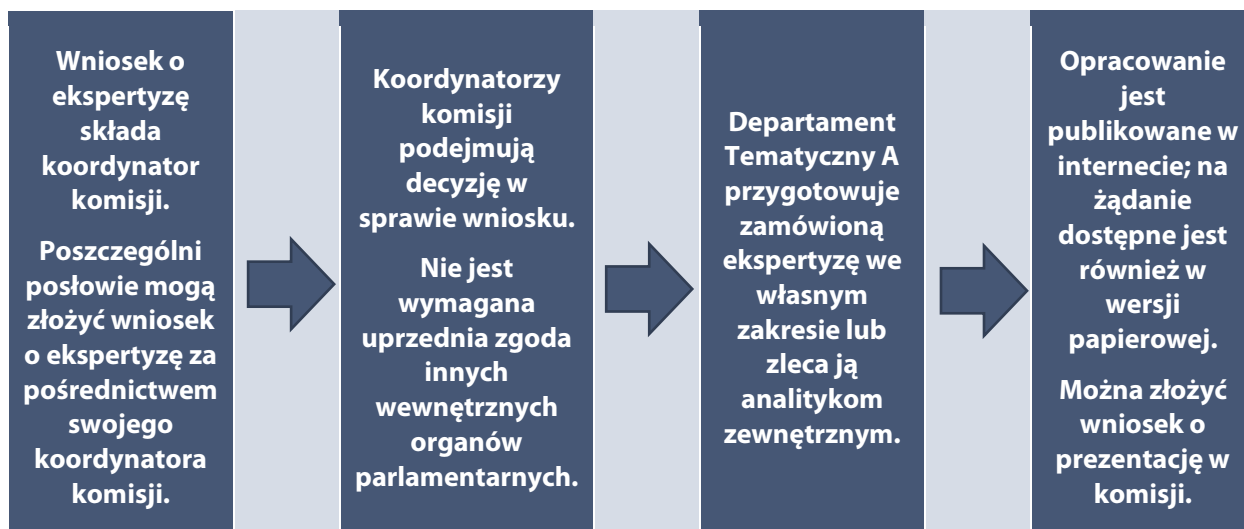 Wniosek o
ekspertyzę
składa
koordynator
komisji.
Poszczególni
posłowie mogą
złożyć wniosek
o ekspertyzę za
pośrednictwem
swojego
koordynatora
komisji.
Koordynatorzy
komisji
podejmują
decyzję w
sprawie wniosku.
Nie jest
wymagana
uprzednia zgoda
innych
wewnętrznych
organów
parlamentarnych.
Departament
Tematyczny A
przygotowuje
zamówioną
ekspertyzę we
własnym
zakresie lub
zleca ją
analitykom
zewnętrznym.
Opracowanie
jest
publikowane w
internecie; na
żądanie
dostępne jest
również w
wersji
papierowej.
Można złożyć
wniosek o
prezentację w
komisji.